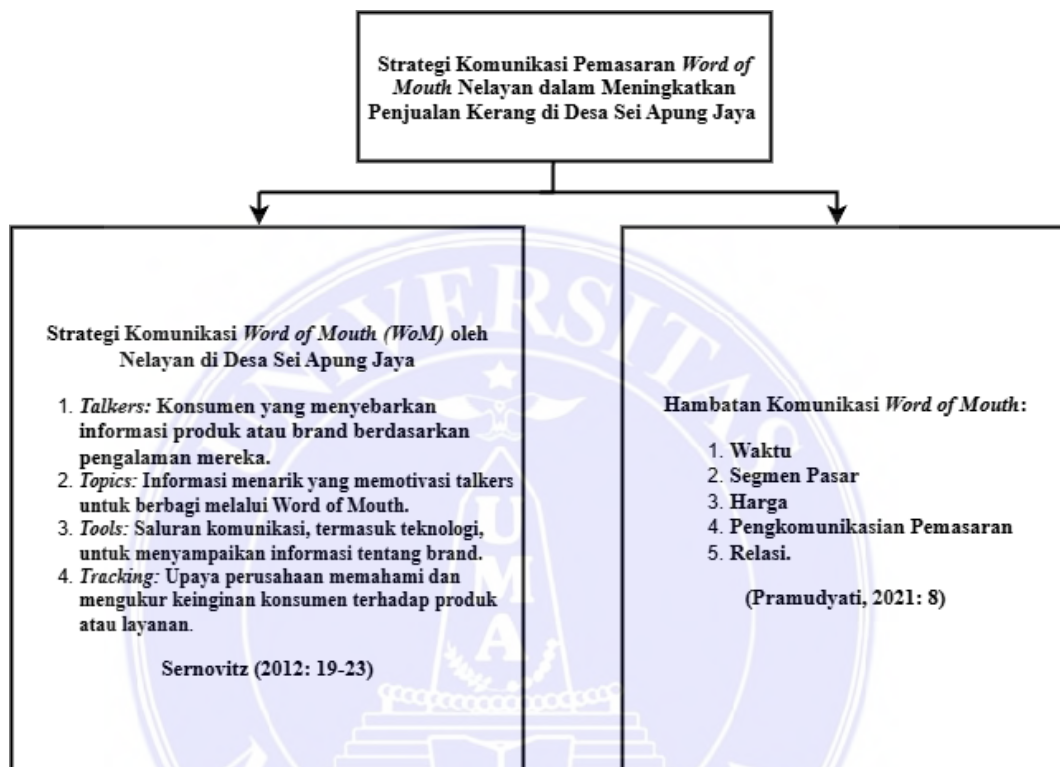 Strategi Komunikasi Pemasaran Word of
Mouth Nelayan dalam Meningkatkan
Penjualan Kerang di Desa Sei Apung Jaya
Strategi Komunikasi Word of Mouth (WoM) oleh
Nelayan di Desa Sei Apung Jaya
1. Talkers: Konsumen yang menyebarkan
informasi produk atau brand berdasarkan
pengalaman mereka.
2. Topics: Informasi menarik yang memotivasi talkers
untuk berbagi melalui Word of Mouth.
3. Tools: Saluran komunikasi, termasuk teknologi,
untuk menyampaikan informasi tentang brand.
4. Tracking: Upaya perusahaan memahami dan
mengukur keinginan konsumen terhadap produk
atau layanan.
Sernovitz (2012: 19-23)
Hambatan Komunikasi Word of Mouth:
1. Waktu
2. Segmen Pasar
3. Harga
4. Pengkomunikasian Pemasaran
5. Relasi.
(Pramudyati, 2021: 8)
UNIVERSITAS
UMA